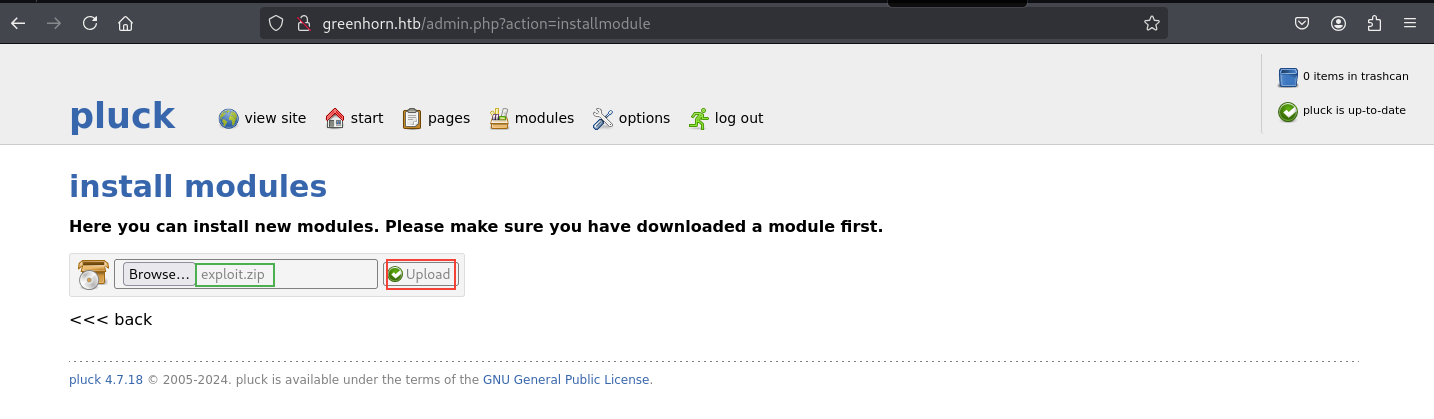 greenhorn.htb/admin.php?action=installmodule
0 items in trashcan
pluck view site start pages modules options log out
pluck is up-to-date
install modules
Here you can install new modules. Please make sure you have downloaded a module first.
Browse... exploit.zip Upload
<<< back
pluck 4.7.18 © 2005-2024. pluck is available under the terms of the GNU General Public License.